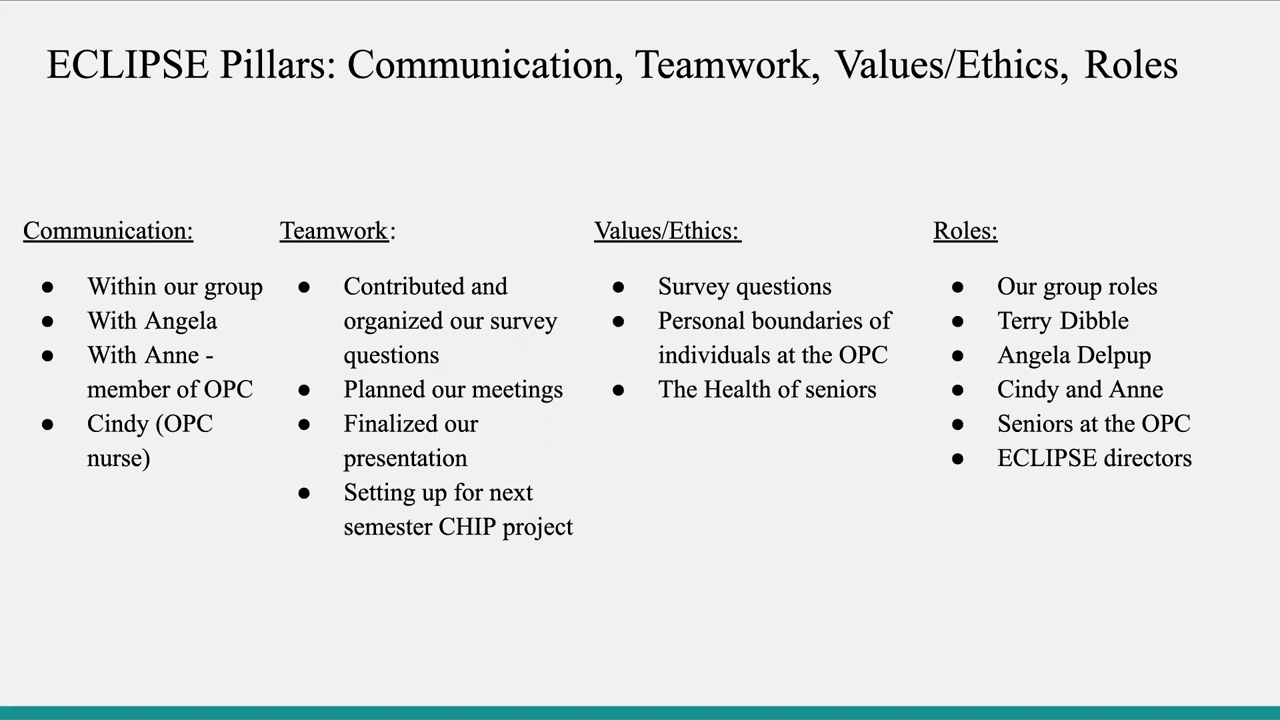 ECLIPSE Pillars: Communication, Teamwork, Values/Ethics, Roles
Communication:
● Within our group
● With Angela
● With Anne -
member of OPC
● Cindy (OPC
nurse)
Teamwork:
● Contributed and
organized our survey
questions
● Planned our meetings
● Finalized our
presentation
● Setting up for next
semester CHIP project
Values/Ethics:
● Survey questions
● Personal boundaries of
individuals at the OPC
● The Health of seniors
Roles:
● Our group roles
● Terry Dibble
● Angela Delpup
● Cindy and Anne
● Seniors at the OPC
● ECLIPSE directors